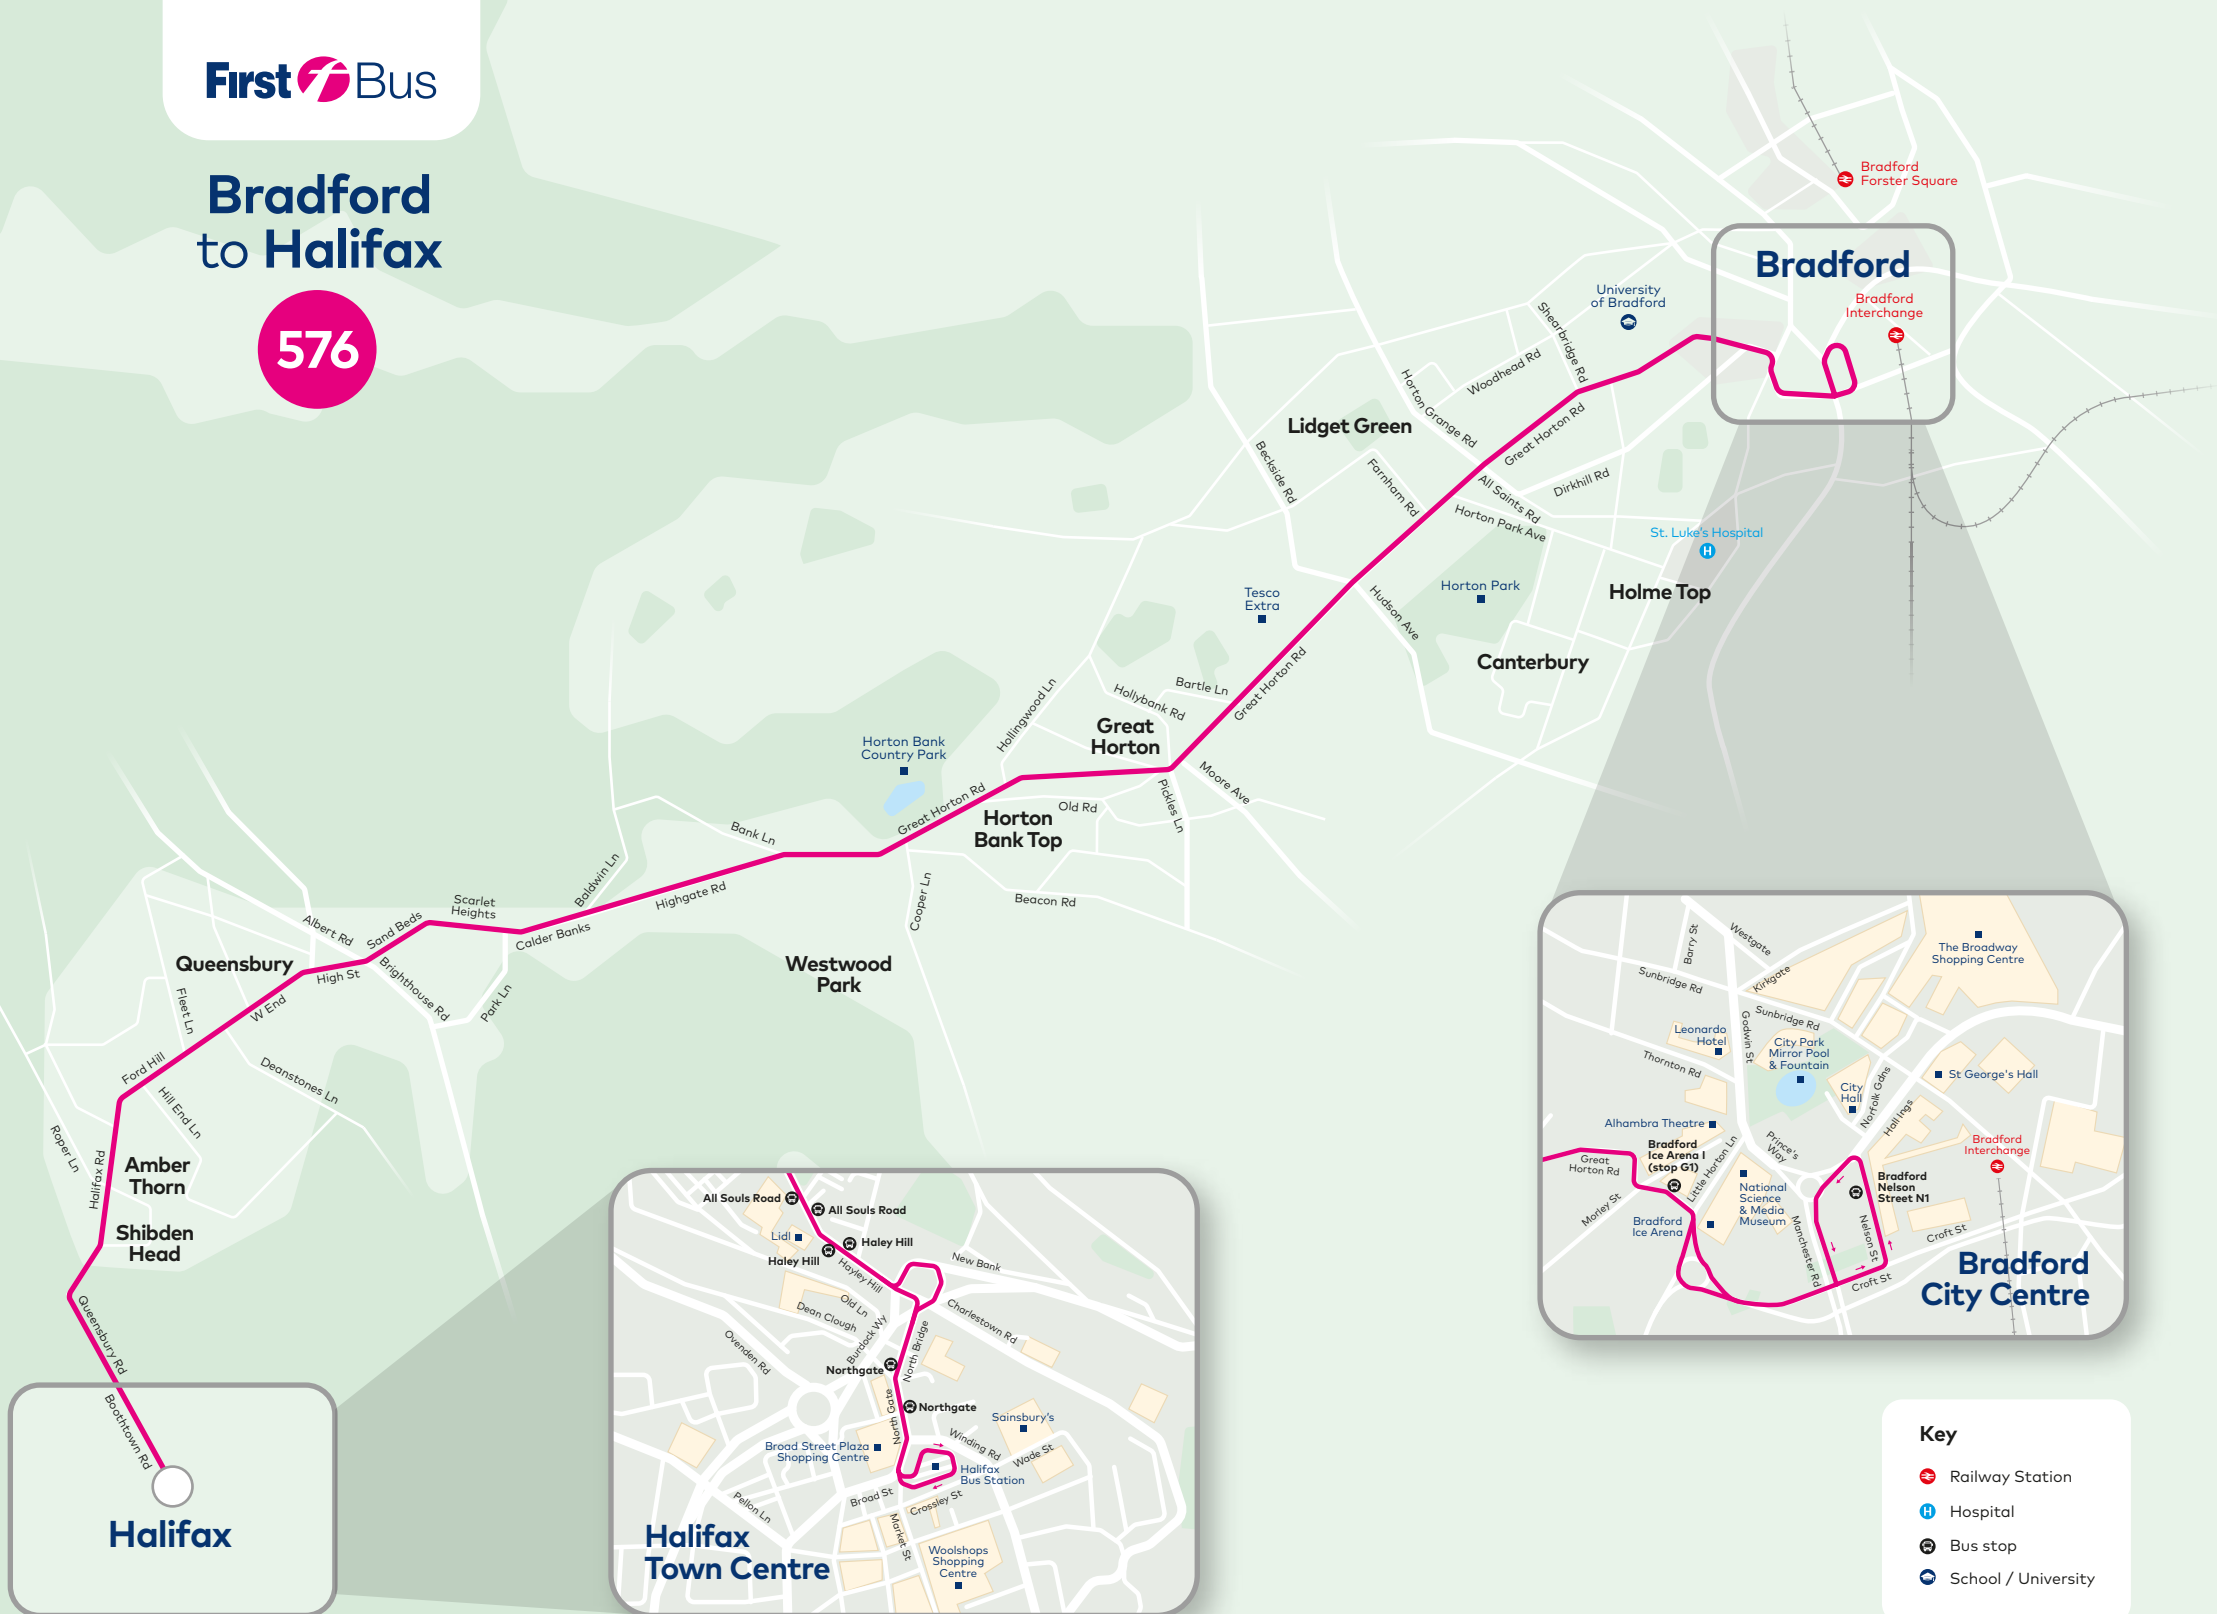 First Bus
Bradford
to Halifax
576
Bradford
Forster Square
Bradford
Bradford
Interchange
University
of Bradford
Shearbridge Rd
Woodhead Rd
Horton Grange Rd
Great Horton Rd
Lidget Green
Beckside Rd
Farnham Rd
All Saints Rd
Dirkhill Rd
Horton Park Ave
St. Luke's Hospital
H
Horton Park
Holme Top
Tesco
Extra
Hudson Ave
Canterbury
Great Horton Rd
Bartle Ln
Hollybank Rd
Hollingwood Ln
Great
Horton
Horton Bank
Country Park
Moore Ave
Pickles Ln
Old Rd
Great Horton Rd
Horton
Bank Top
Bank Ln
Baldwin Ln
Highgate Rd
Cooper Ln
Beacon Rd
Scarlet
Heights
Calder Banks
Sand Beds
Albert Rd
Queensbury
High St
Brighthouse Rd
Park Ln
Westwood
Park
Fleet Ln
W End
Ford Hill
Deanstones Ln
Hill End Ln
Roper Ln
Halifax Rd
Amber
Thorn
Shibden
Head
Queensbury Rd
Boothtown Rd
Halifax
All Souls Road
All Souls Road
Lidl
Haley Hill
Haley Hill
Hayley Hill
New Bank
Old Ln
Dean Clough
Burdock Wy
Charlestown Rd
Ovenden Rd
North Bridge
Northgate
Northgate
North Gate
Sainsbury's
Broad Street Plaza
Shopping Centre
Winding Rd
Wade St
Halifax
Bus Station
Broad St
Crossley St
Pellon Ln
Market St
Woolshops
Shopping
Centre
Halifax
Town Centre
Barry St
Westgate
The Broadway
Shopping Centre
Sunbridge Rd
Kirkgate
Sunbridge Rd
Godwin St
Leonardo
Hotel
City Park
Mirror Pool
& Fountain
Thornton Rd
St George's Hall
City
Hall
Norfolk Gdns
Hall Ings
Alhambra Theatre
Prince's
Way
Bradford
Interchange
Bradford
Ice Arena I
(stop G1)
Little Horton Ln
Great
Horton Rd
National
Science
& Media
Museum
Bradford
Nelson
Street N1
Morley St
Bradford
Ice Arena
Manchester Rd
Nelson St
Croft St
Croft St
Bradford
City Centre
Key
Railway Station
H
Hospital
Bus stop
School / University